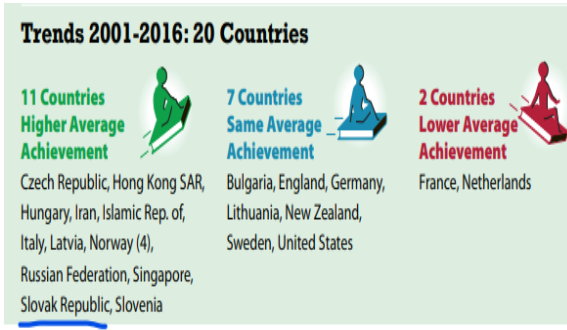 Trends 2001-2016: 20 Countries
11 Countries
Higher Average
Achievement
Czech Republic, Hong Kong SAR,
Hungary, Iran, Islamic Rep. of,
Italy, Latvia, Norway (4),
Russian Federation, Singapore,
Slovak Republic, Slovenia
7 Countries
Same Average
Achievement
Bulgaria, England, Germany,
Lithuania, New Zealand,
Sweden, United States
2 Countries
Lower Average
Achievement
France, Netherlands